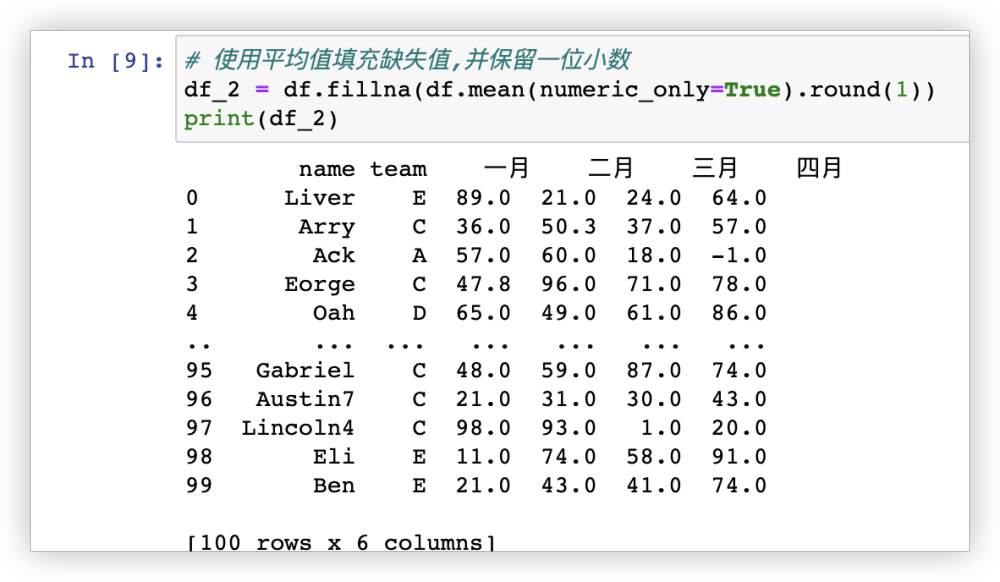 In [9]: # 使用平均值填充缺失值,并保留一位小数
df_2 = df.fillna(df.mean(numeric_only=True).round(1))
print(df_2)
name team 一月 二月 三月 四月
0 Liver E 89.0 21.0 24.0 64.0
1 Arry C 36.0 50.3 37.0 57.0
2 Ack A 57.0 60.0 18.0 -1.0
3 Eorge C 47.8 96.0 71.0 78.0
4 Oah D 65.0 49.0 61.0 86.0
.. ... ... ... ... ... ...
95 Gabriel C 48.0 59.0 87.0 74.0
96 Austin7 C 21.0 31.0 30.0 43.0
97 Lincoln4 C 98.0 93.0 1.0 20.0
98 Eli E 11.0 74.0 58.0 91.0
99 Ben E 21.0 43.0 41.0 74.0
[100 rows x 6 columns]